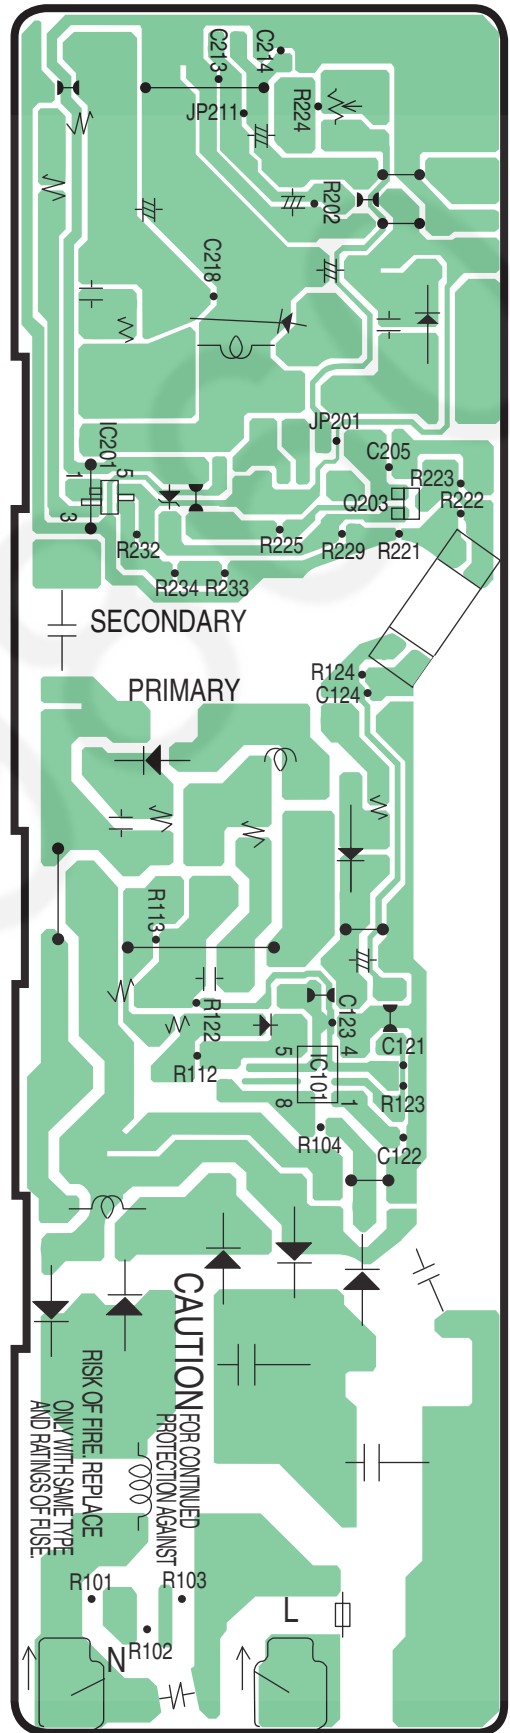 C213
C214
JP211
R224
R202
C218
JP201
IC201
C205
1
5
R223
Q203
R222
3
R232
R225
R229
R221
R234
R233
SECONDARY
R124
PRIMARY
C124
R113
R122
C123
C121
5
4
IC101
R112
R123
8
1
R104
C122
CAUTION
FOR CONTINUED
PROTECTION AGAINST
RISK OF FIRE. REPLACE
ONLY WITH SAME TYPE
AND RATINGS OF FUSE.
R101
R103
L
R102
N